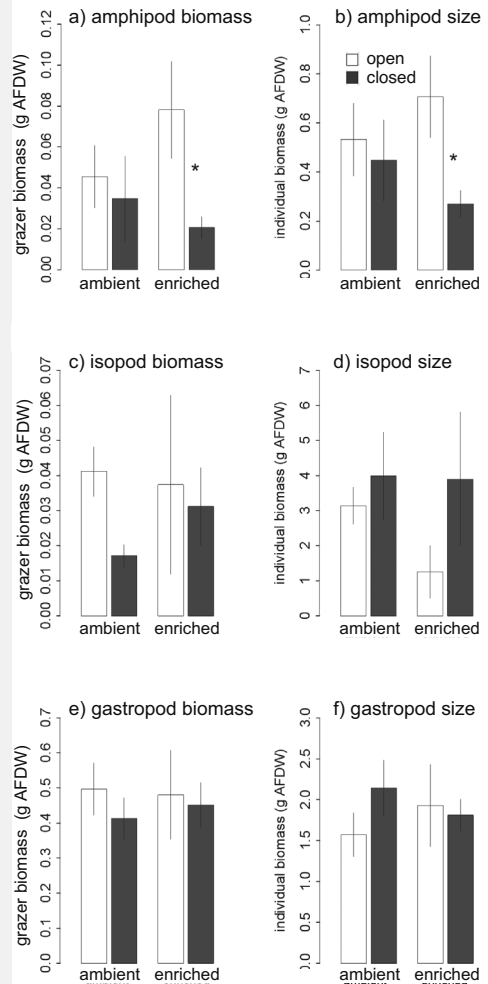 a) amphipod biomass
grazer biomass (g AFDW)
0.00 0.02 0.04 0.06 0.08 0.10 0.12
ambient enriched
*
b) amphipod size
individual biomass (g AFDW)
0.2 0.4 0.6 0.8 1.0
open
closed
*
ambient enriched
c) isopod biomass
grazer biomass (g AFDW)
0.00 0.01 0.02 0.03 0.04 0.05 0.06 0.07
ambient enriched
d) isopod size
individual biomass (g AFDW)
0 1 2 3 4 5 6 7
ambient enriched
e) gastropod biomass
grazer biomass (g AFDW)
0.0 0.1 0.2 0.3 0.4 0.5 0.6 0.7
ambient enriched
f) gastropod size
individual biomass (g AFDW)
0.5 1.0 1.5 2.0 2.5 3.0
ambient enriched